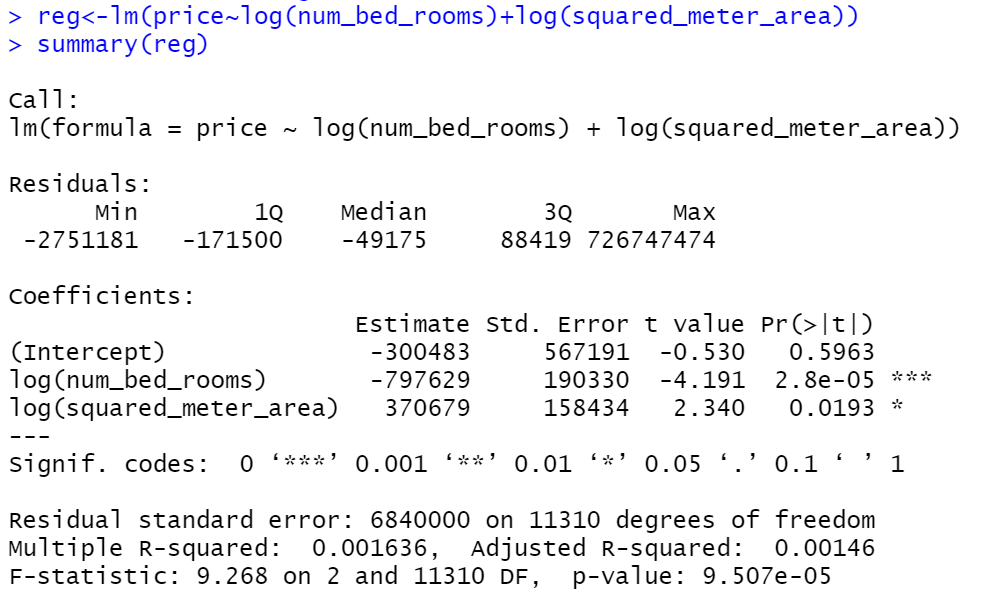 > reg<-lm(price~log(num_bed_rooms)+log(squared_meter_area))
> summary(reg)
Call:
lm(formula = price ~ log(num_bed_rooms) + log(squared_meter_area))
Residuals:
Min 1Q Median 3Q Max
-2751181 -171500 -49175 88419 726747474
Coefficients:
Estimate Std. Error t value Pr(>|t|)
(Intercept) -300483 567191 -0.530 0.5963
log(num_bed_rooms) -797629 190330 -4.191 2.8e-05 ***
log(squared_meter_area) 370679 158434 2.340 0.0193 *
---
Signif. codes: 0 ‘***’ 0.001 ‘**’ 0.01 ‘*’ 0.05 ‘.’ 0.1 ‘ ’ 1
Residual standard error: 6840000 on 11310 degrees of freedom
Multiple R-squared: 0.001636, Adjusted R-squared: 0.00146
F-statistic: 9.268 on 2 and 11310 DF, p-value: 9.507e-05